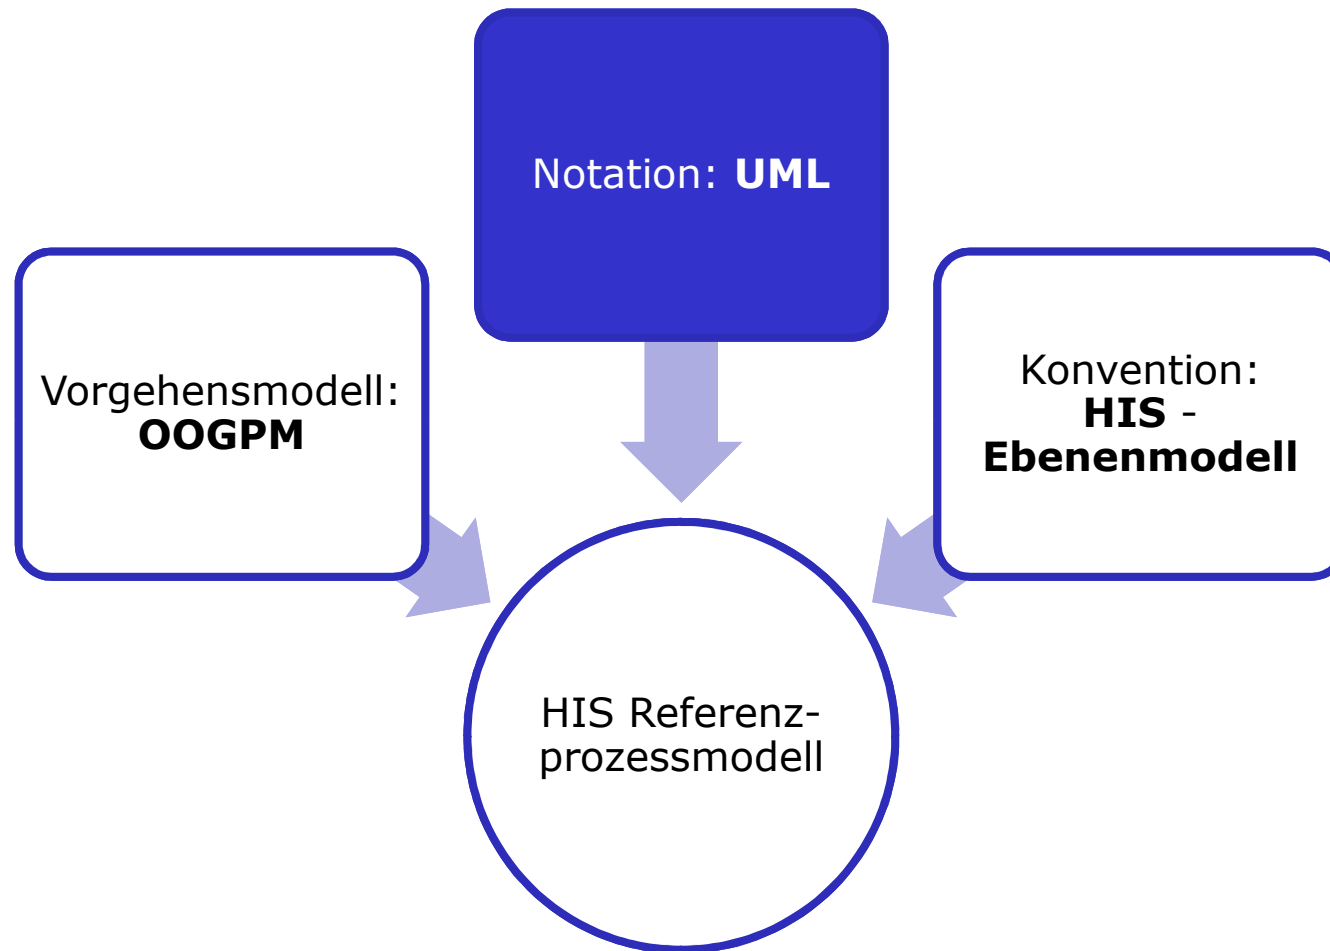 Notation: UML
Vorgehensmodell:
OOGPM
Konvention:
HIS -
Ebenenmodell
HIS Referenz-
prozessmodell